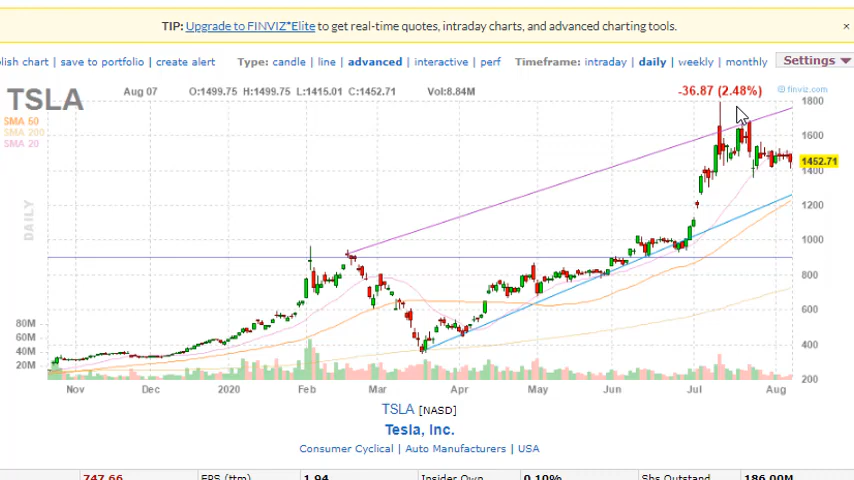 TIP: Upgrade to FINVIZ*Elite to get real-time quotes, intraday charts, and advanced charting tools. ×
lish chart | save to portfolio | create alert Type: candle | line | advanced | interactive | perf Timeframe: intraday | daily | weekly | monthly Settings ▼
TSLA Aug 07 O:1499.75 H:1499.75 L:1415.01 C:1452.71 Vol:8.84M -36.87 (2.48%) © finviz.com
SMA 50
SMA 200
SMA 20
DAILY
1800
1600
1452.71
1400
1200
1000
800
600
400
200
80M
60M
40M
20M
Nov Dec 2020 Feb Mar Apr May Jun Jul Aug
TSLA [NASD]
Tesla, Inc.
Consumer Cyclical | Auto Manufacturers | USA
747.66 EPS (ttm) 1.94 Insider Own 0.10% Shs Outstand 186.00M